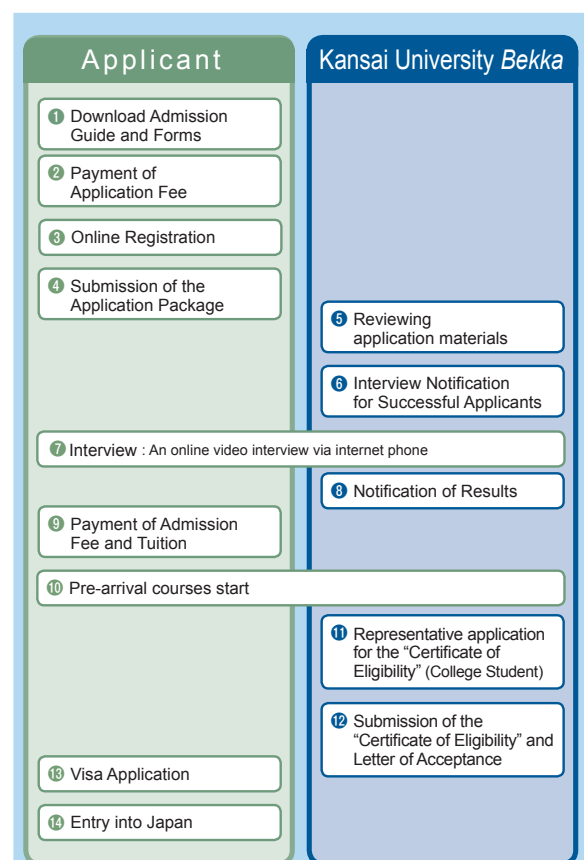 Applicant
Kansai University Bekka
❶ Download Admission
Guide and Forms
❷ Payment of
Application Fee
❸ Online Registration
❹ Submission of the
Application Package
❺ Reviewing
application materials
❻ Interview Notification
for Successful Applicants
❼ Interview : An online video interview via internet phone
❽ Notification of Results
❾ Payment of Admission
Fee and Tuition
❿ Pre-arrival courses start
⓫ Representative application
for the “Certificate of
Eligibility” (College Student)
⓬ Submission of the
“Certificate of Eligibility” and
Letter of Acceptance
⓭ Visa Application
⓮ Entry into Japan